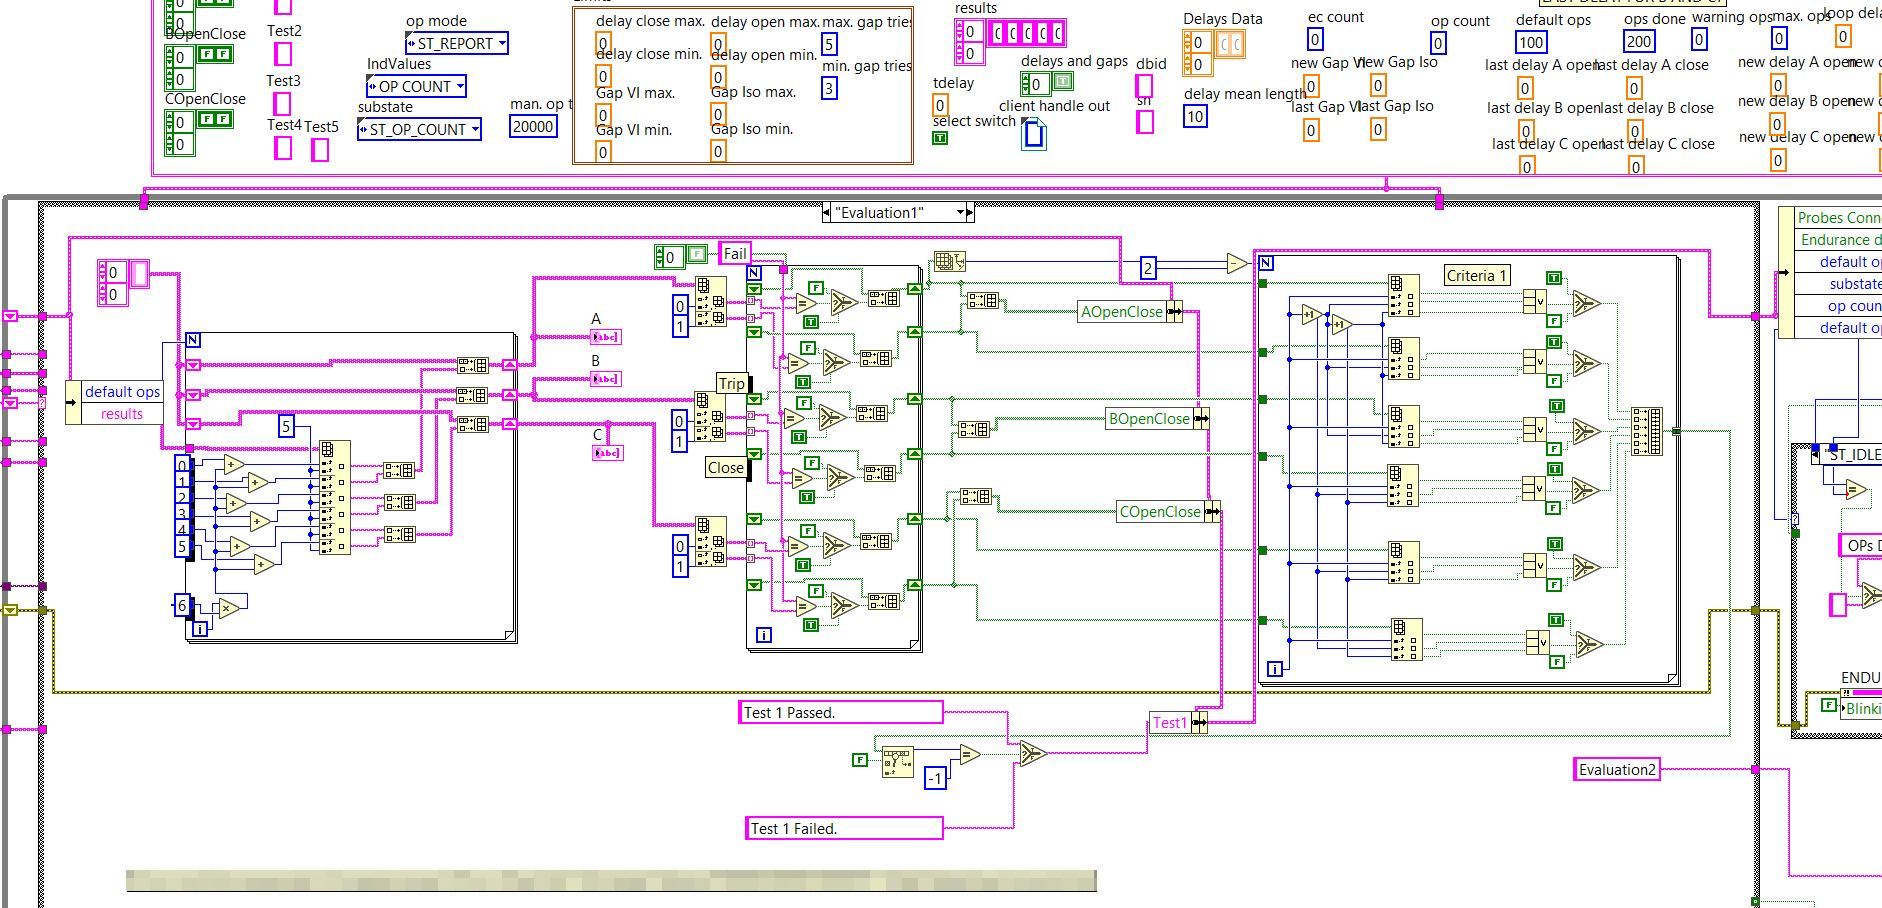 op mode
ST_REPORT
IndValues
OP COUNT
substate
ST_OP_COUNT
BOpenClose
COpenClose
Test2
Test3
Test4
Test5
man. op t
20000
delay close max.
delay open max.
max. gap tries
delay close min.
delay open min.
5
min. gap tries
3
Gap VI max.
Gap Iso max.
Gap VI min.
Gap Iso min.
results
tdelay
select switch
delays and gaps
client handle out
dbid
sn
Delays Data
delay mean length
10
ec count
op count
default ops
100
ops done
200
warning ops
max. ops
loop delay
new Gap VI
new Gap Iso
last Gap VI
last Gap Iso
last delay A open
last delay A close
last delay B open
last delay B close
last delay C open
last delay C close
new delay A open
new delay B open
new delay C open
"Evaluation1"
Fail
2
default ops
results
N
5
0
1
2
3
4
5
6
i
A
B
C
Trip
Close
0
1
0
1
0
1
N
i
AOpenClose
BOpenClose
COpenClose
N
Criteria 1
i
Test 1 Passed.
Test 1 Failed.
-1
Test1
Evaluation2
Probes Conn
Endurance d
default op
substate
op coun
default op
"ST_IDLE
OPs D
ENDU
Blinki